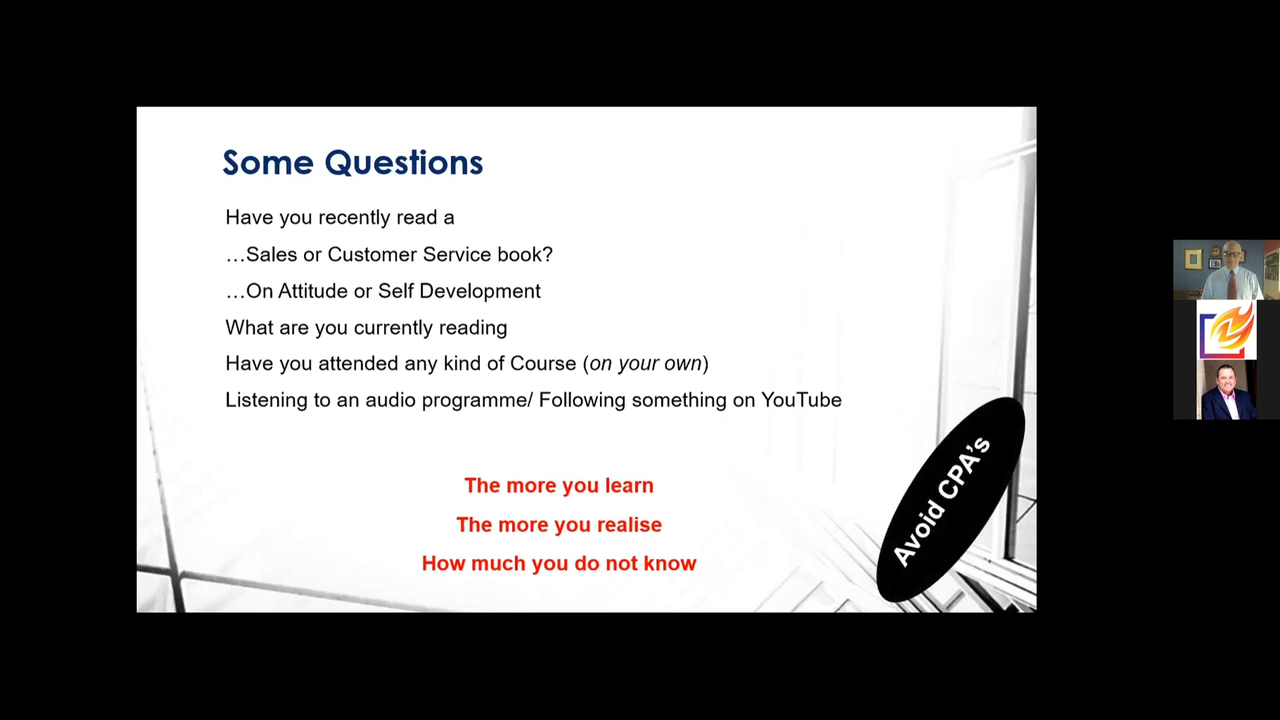 Some Questions
Have you recently read a
…Sales or Customer Service book?
…On Attitude or Self Development
What are you currently reading
Have you attended any kind of Course (on your own)
Listening to an audio programme/ Following something on YouTube
The more you learn
The more you realise
How much you do not know
Avoid CPA's